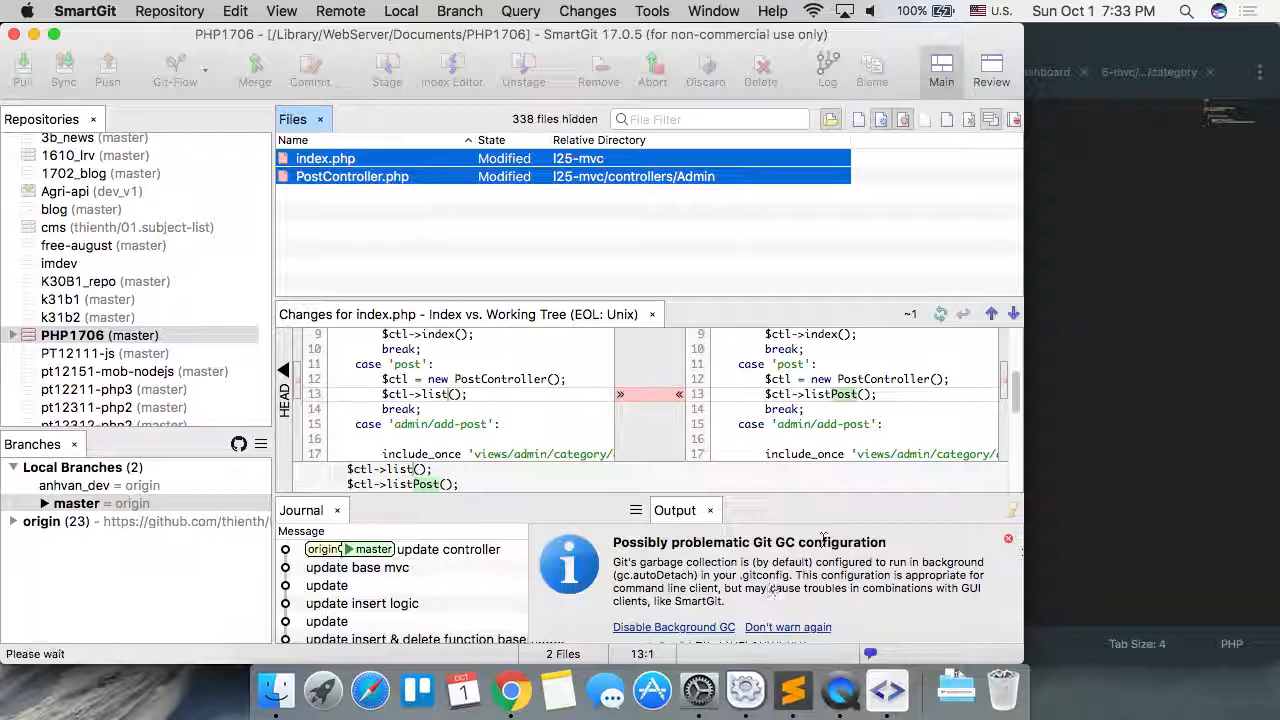 SmartGit Repository Edit View Remote Local Branch Query Changes Tools Window Help 100% U.S. Sun Oct 1 7:33 PM
PHP1706 - [/Library/WebServer/Documents/PHP1706] - SmartGit 17.0.5 (for non-commercial use only)
Pull Sync Push Git-Flow Merge Commit Stage Index Editor Unstage Remove Abort Discard Delete Log Blame Main Review
Repositories
3b_news (master)
1610_lrv (master)
1702_blog (master)
Agri-api (dev_v1)
blog (master)
cms (thienth/01.subject-list)
free-august (master)
imdev
K30B1_repo (master)
k31b1 (master)
k31b2 (master)
PHP1706 (master)
PT12111-js (master)
pt12151-mob-nodejs (master)
pt12211-php3 (master)
pt12311-php2 (master)
pt12312-php2 (master)
Files 338 files hidden File Filter
Name State Relative Directory
index.php Modified l25-mvc
PostController.php Modified l25-mvc/controllers/Admin
Changes for index.php - Index vs. Working Tree (EOL: Unix) ~1
HEAD
9 $ctl->index();
10 break;
11 case 'post':
12 $ctl = new PostController();
13 $ctl->list();
14 break;
15 case 'admin/add-post':
16
17 include_once 'views/admin/category/
9 $ctl->index();
10 break;
11 case 'post':
12 $ctl = new PostController();
13 $ctl->listPost();
14 break;
15 case 'admin/add-post':
16
17 include_once 'views/admin/category/
$ctl->list();
$ctl->listPost();
Branches
Local Branches (2)
anhvan_dev = origin
master = origin
origin (23) - https://github.com/thienth/
Journal
Message
origin master update controller
update base mvc
update
update insert logic
update
update insert & delete function base
Output
Possibly problematic Git GC configuration
Git's garbage collection is (by default) configured to run in background
(gc.autoDetach) in your .gitconfig. This configuration is appropriate for
command line client, but may cause troubles in combinations with GUI
clients, like SmartGit.
Disable Background GC Don't warn again
Please wait 2 Files 13:1
5-mvc/.../category
Tab Size: 4 PHP
OCT
1